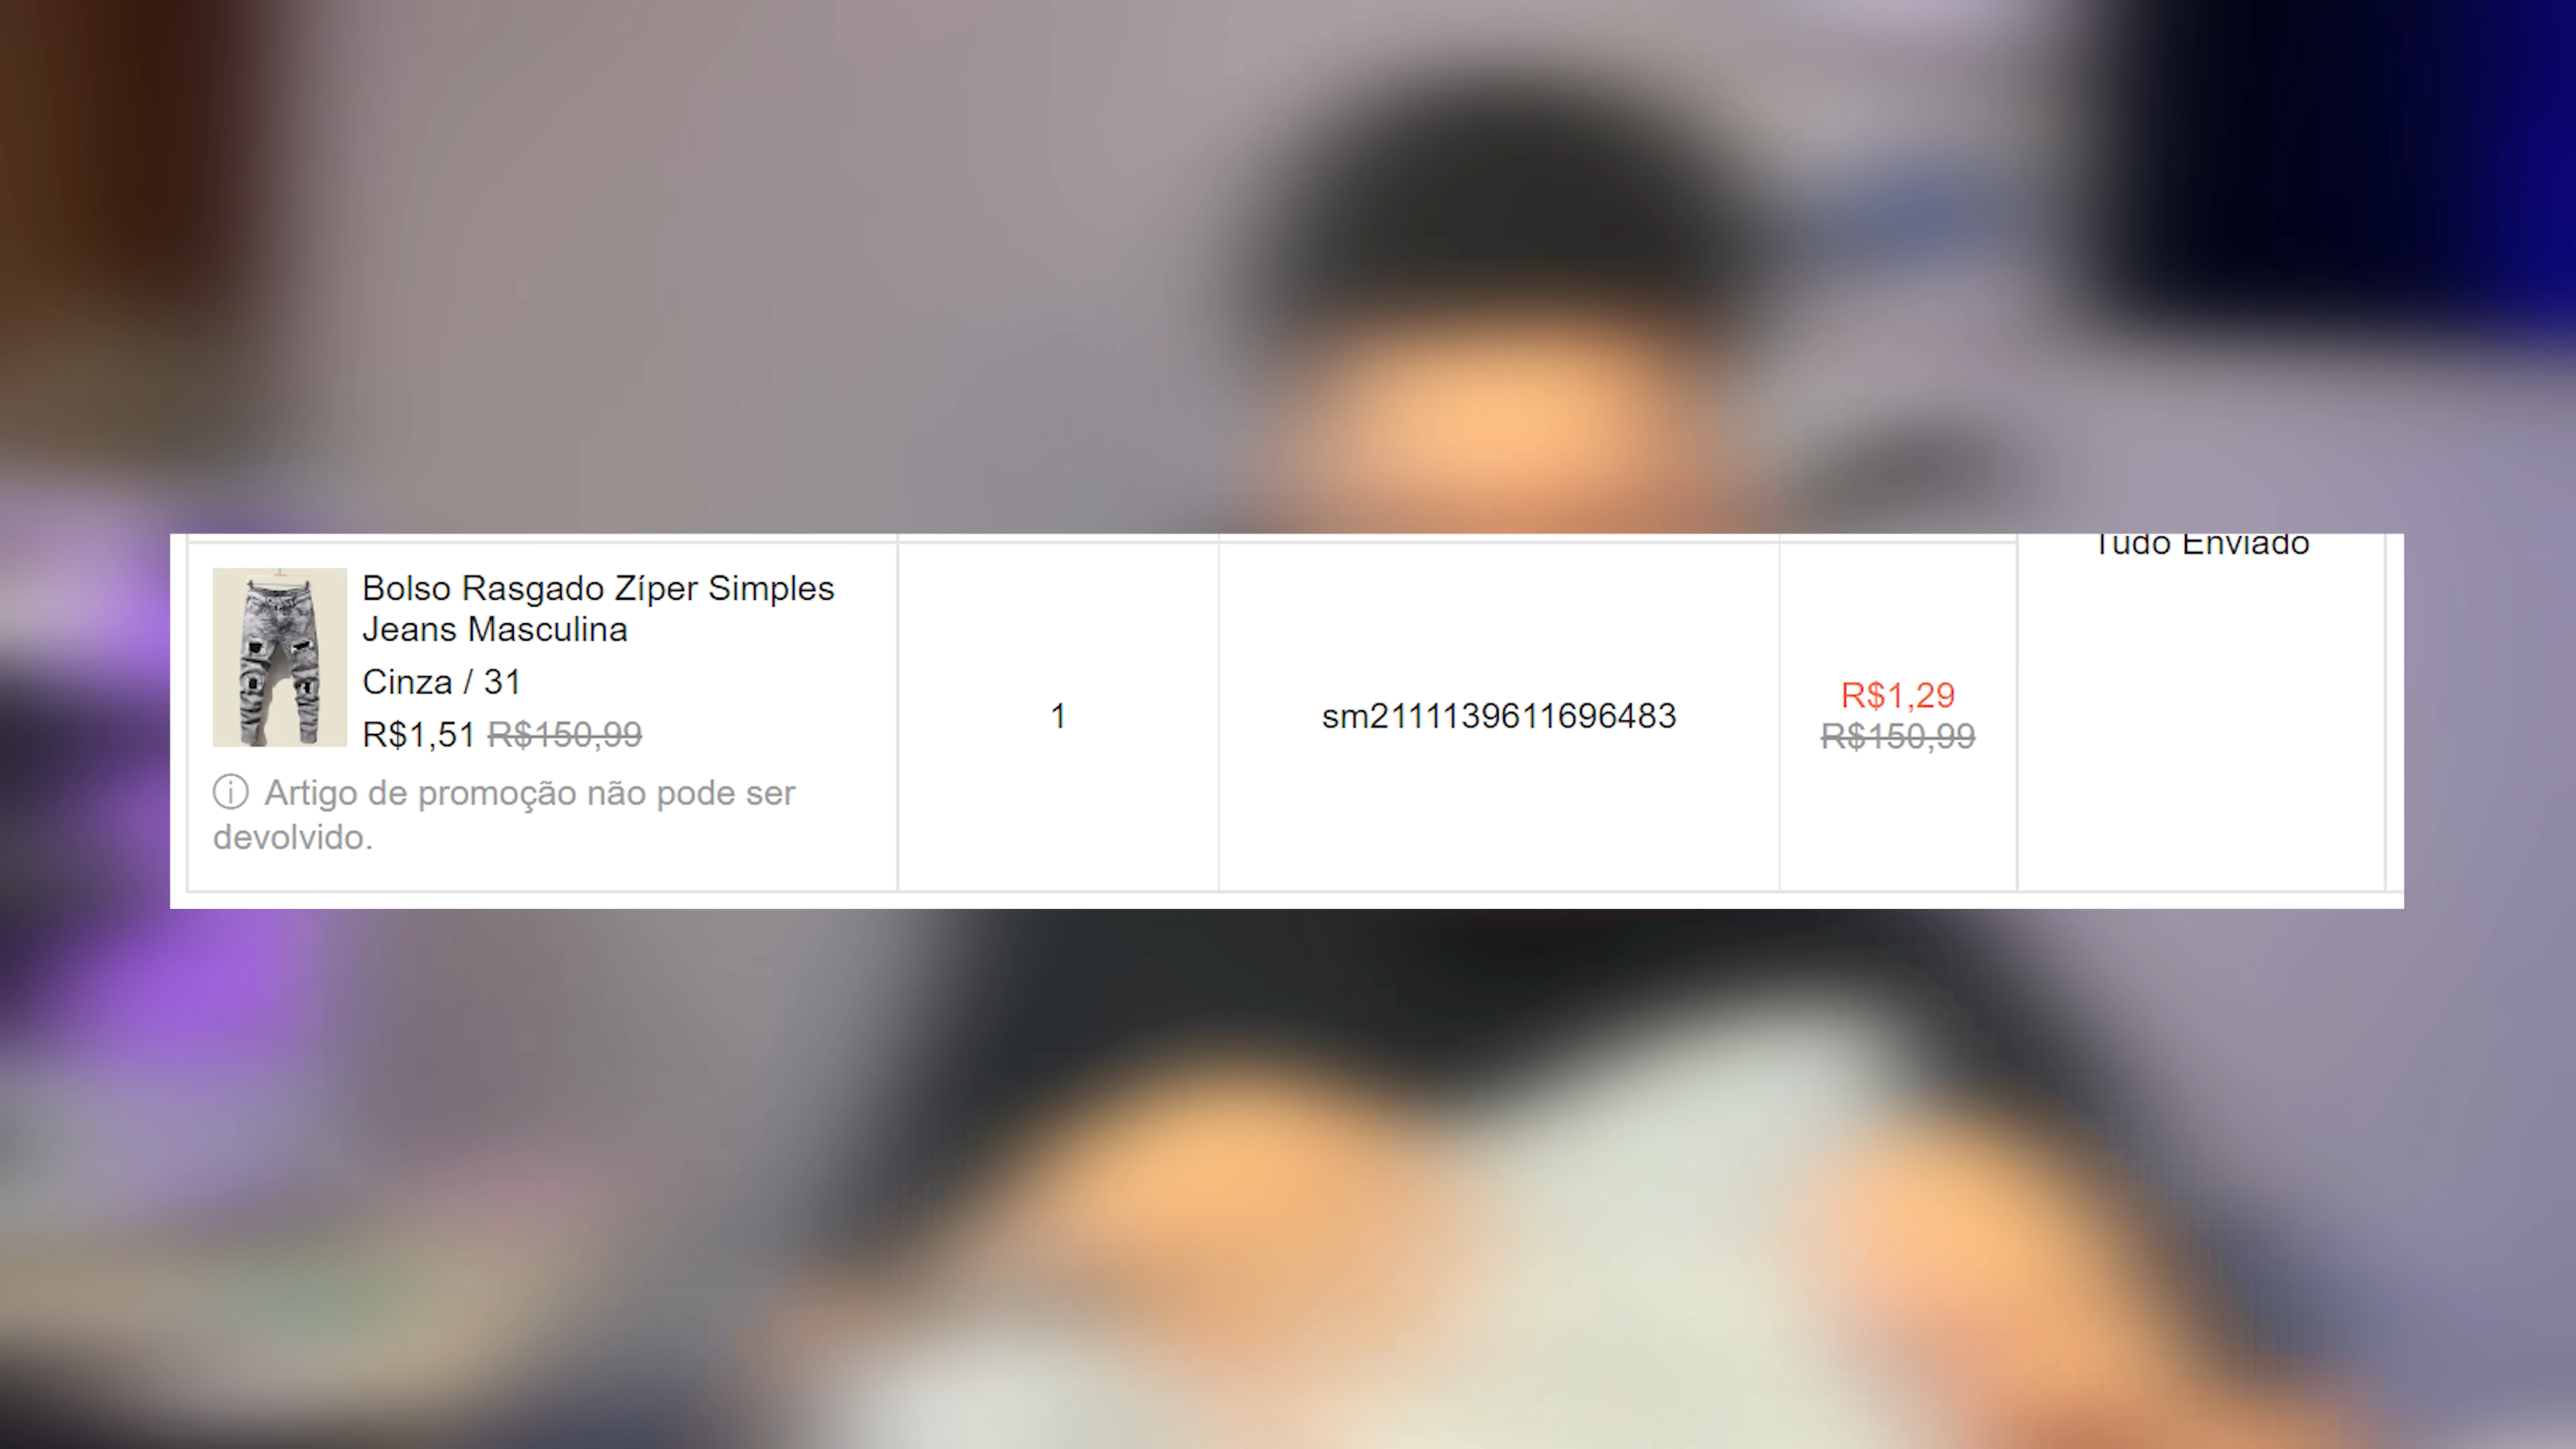 Tudo Enviado
Bolso Rasgado Zíper Simples
Jeans Masculina
Cinza / 31
R$1,51 R$150,99
Artigo de promoção não pode ser
devolvido.
1
sm2111139611696483
R$1,29
R$150,99